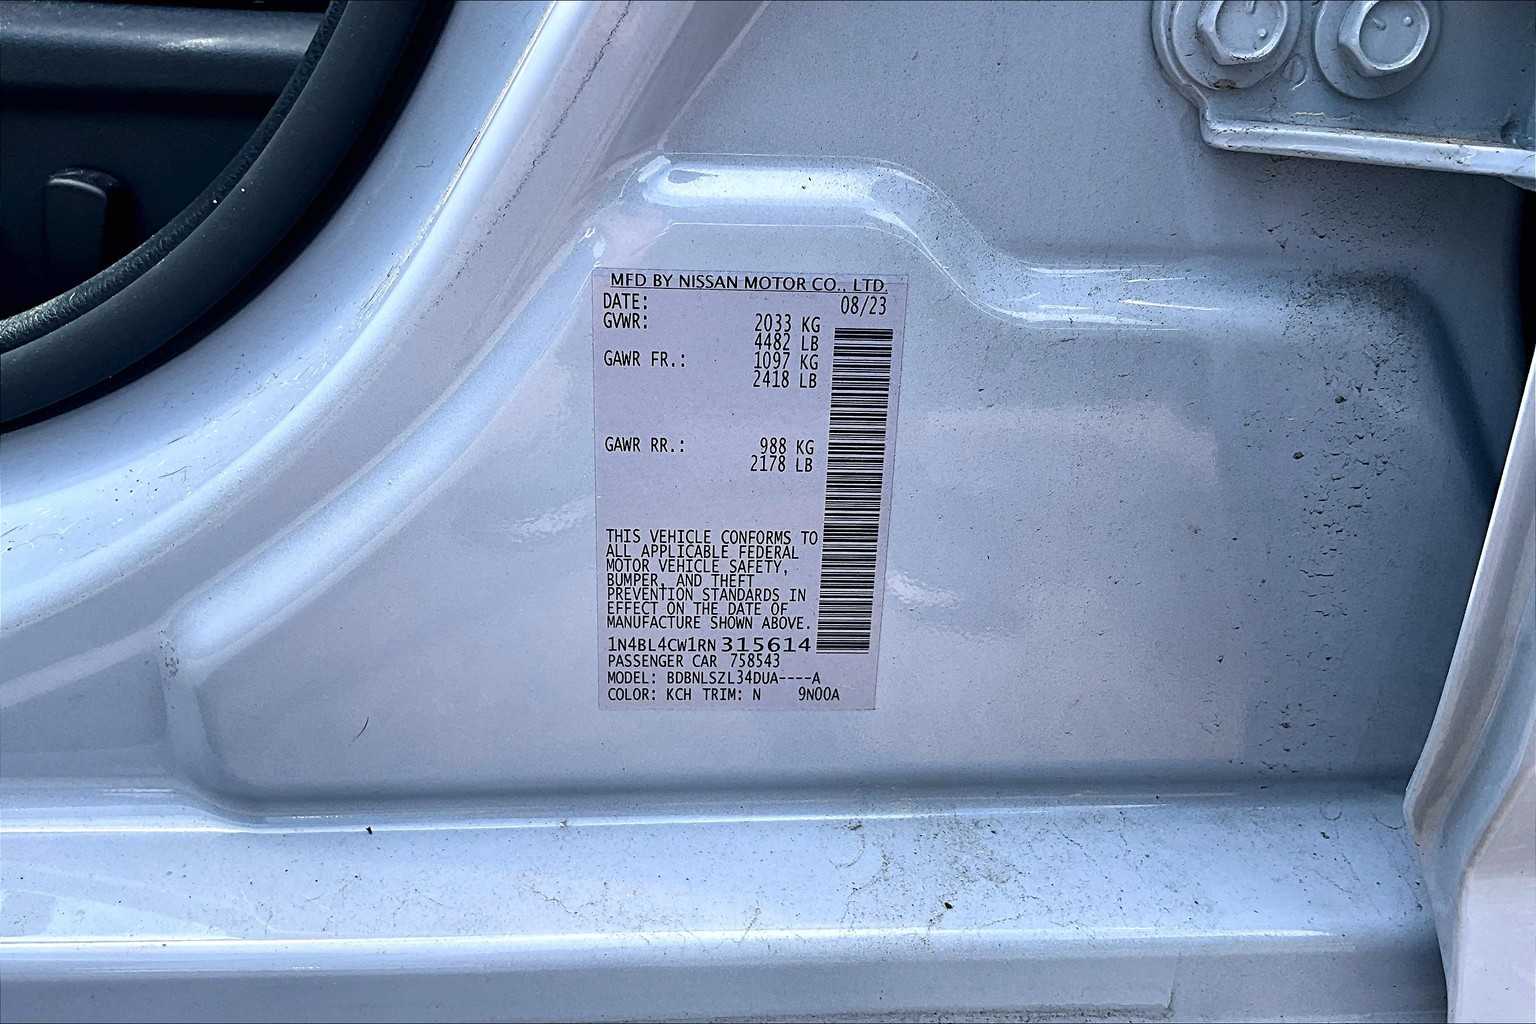 MFD BY NISSAN MOTOR CO., LTD.
DATE: 08/23
GVWR: 2033 KG
4482 LB
GAWR FR.: 1097 KG
2418 LB
GAWR RR.: 988 KG
2178 LB
THIS VEHICLE CONFORMS TO
ALL APPLICABLE FEDERAL
MOTOR VEHICLE SAFETY,
BUMPER, AND THEFT
PREVENTION STANDARDS IN
EFFECT ON THE DATE OF
MANUFACTURE SHOWN ABOVE.
1N4BL4CW1RN315614
PASSENGER CAR 758543
MODEL: BDBNLSZL34DUA----A
COLOR: KCH TRIM: N 9N00A